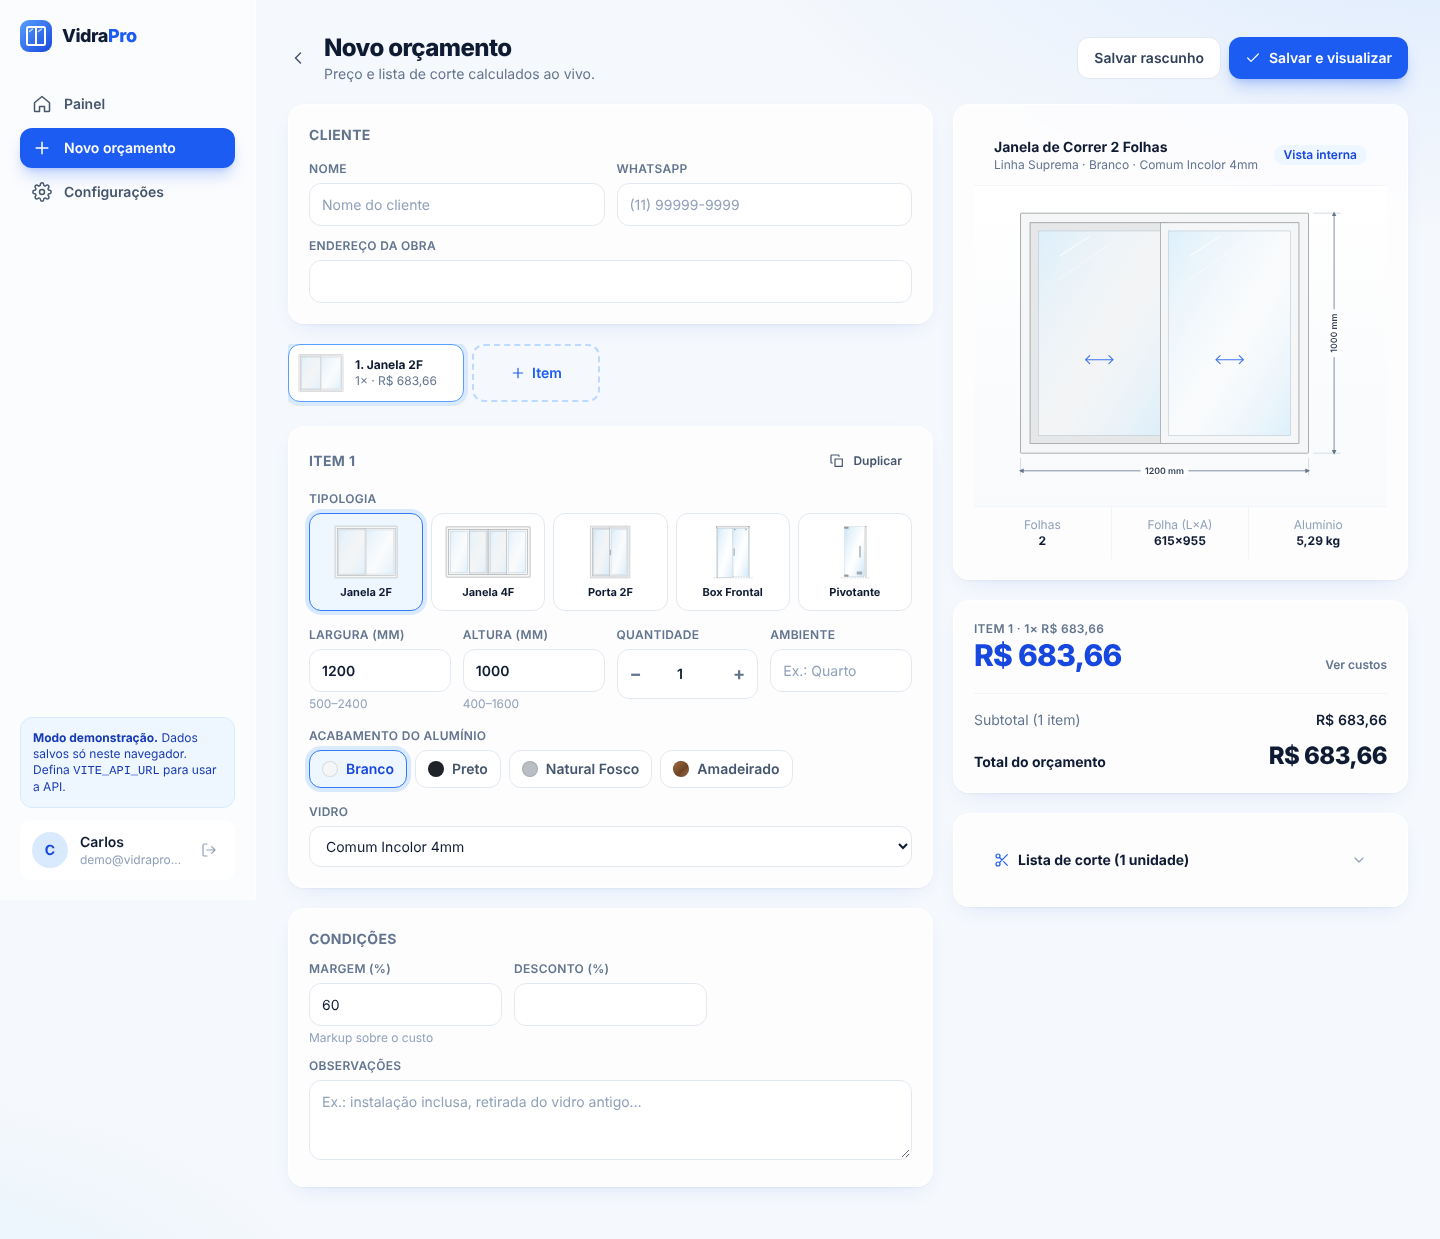 VidraPro
Painel
Novo orçamento
Configurações
Modo demonstração. Dados
salvos só neste navegador.
Defina VITE_API_URL para usar
a API.
C
Carlos
demo@vidrapro...
Novo orçamento
Preço e lista de corte calculados ao vivo.
Salvar rascunho
Salvar e visualizar
CLIENTE
NOME
WHATSAPP
Nome do cliente
(11) 99999-9999
ENDEREÇO DA OBRA
1. Janela 2F
1× · R$ 683,66
Item
ITEM 1
Duplicar
TIPOLOGIA
Janela 2F
Janela 4F
Porta 2F
Box Frontal
Pivotante
LARGURA (MM)
ALTURA (MM)
QUANTIDADE
AMBIENTE
1200
1000
− 1 +
Ex.: Quarto
500–2400
400–1600
ACABAMENTO DO ALUMÍNIO
Branco
Preto
Natural Fosco
Amadeirado
VIDRO
Comum Incolor 4mm
CONDIÇÕES
MARGEM (%)
DESCONTO (%)
60
Markup sobre o custo
OBSERVAÇÕES
Ex.: instalação inclusa, retirada do vidro antigo...
Janela de Correr 2 Folhas
Linha Suprema · Branco · Comum Incolor 4mm
Vista interna
1000 mm
1200 mm
Folhas
2
Folha (L×A)
615×955
Alumínio
5,29 kg
ITEM 1 · 1× R$ 683,66
R$ 683,66
Ver custos
Subtotal (1 item)
R$ 683,66
Total do orçamento
R$ 683,66
Lista de corte (1 unidade)